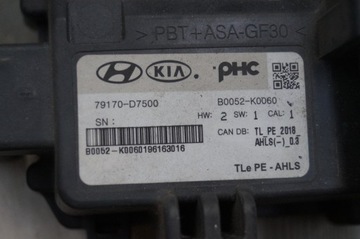 > PBT+ASA-GF30 <
HYUNDAI KIA PHC
79170-D7500 B0052-K0060
SN : HW: 2 SW: 1 CAL: 1
CAN DB: TL_PE_2018
AHLS(-)_0.3
B0052-K0060196163016
TLe PE - AHLS